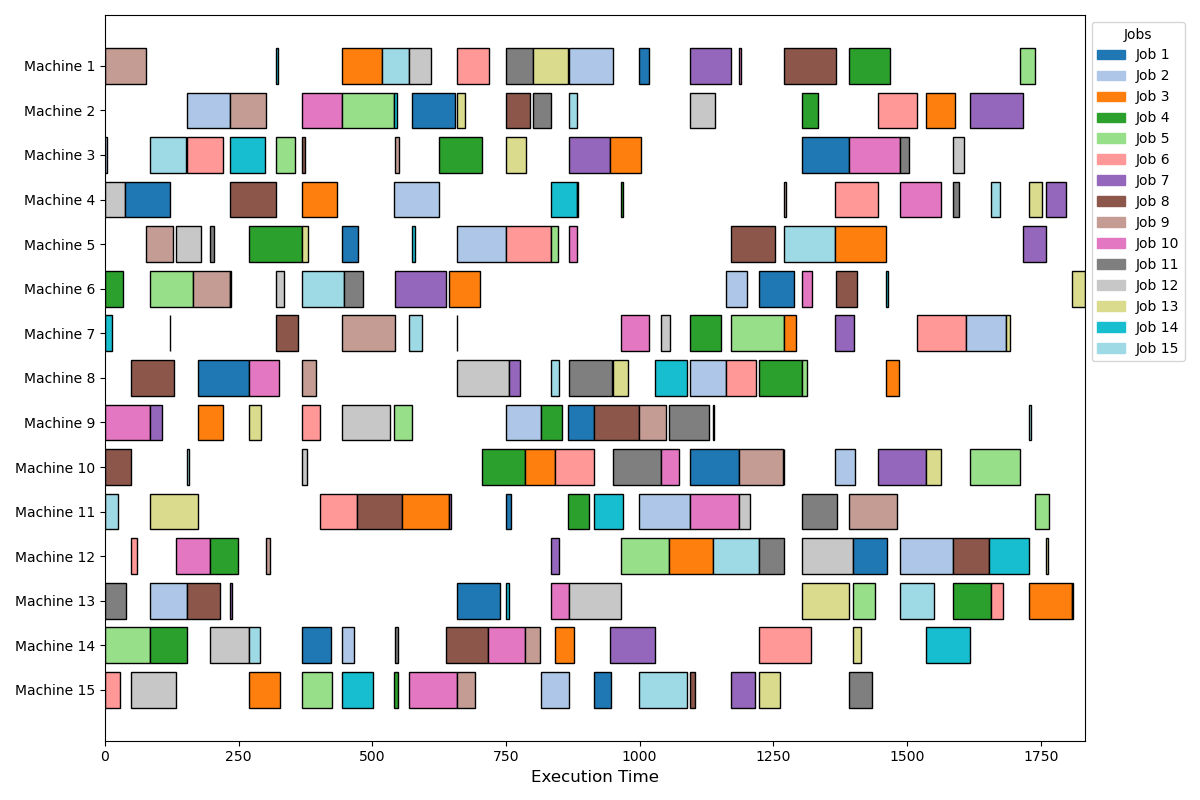 Machine 1
Machine 2
Machine 3
Machine 4
Machine 5
Machine 6
Machine 7
Machine 8
Machine 9
Machine 10
Machine 11
Machine 12
Machine 13
Machine 14
Machine 15
0 250 500 750 1000 1250 1500 1750
Execution Time
Jobs
Job 1
Job 2
Job 3
Job 4
Job 5
Job 6
Job 7
Job 8
Job 9
Job 10
Job 11
Job 12
Job 13
Job 14
Job 15